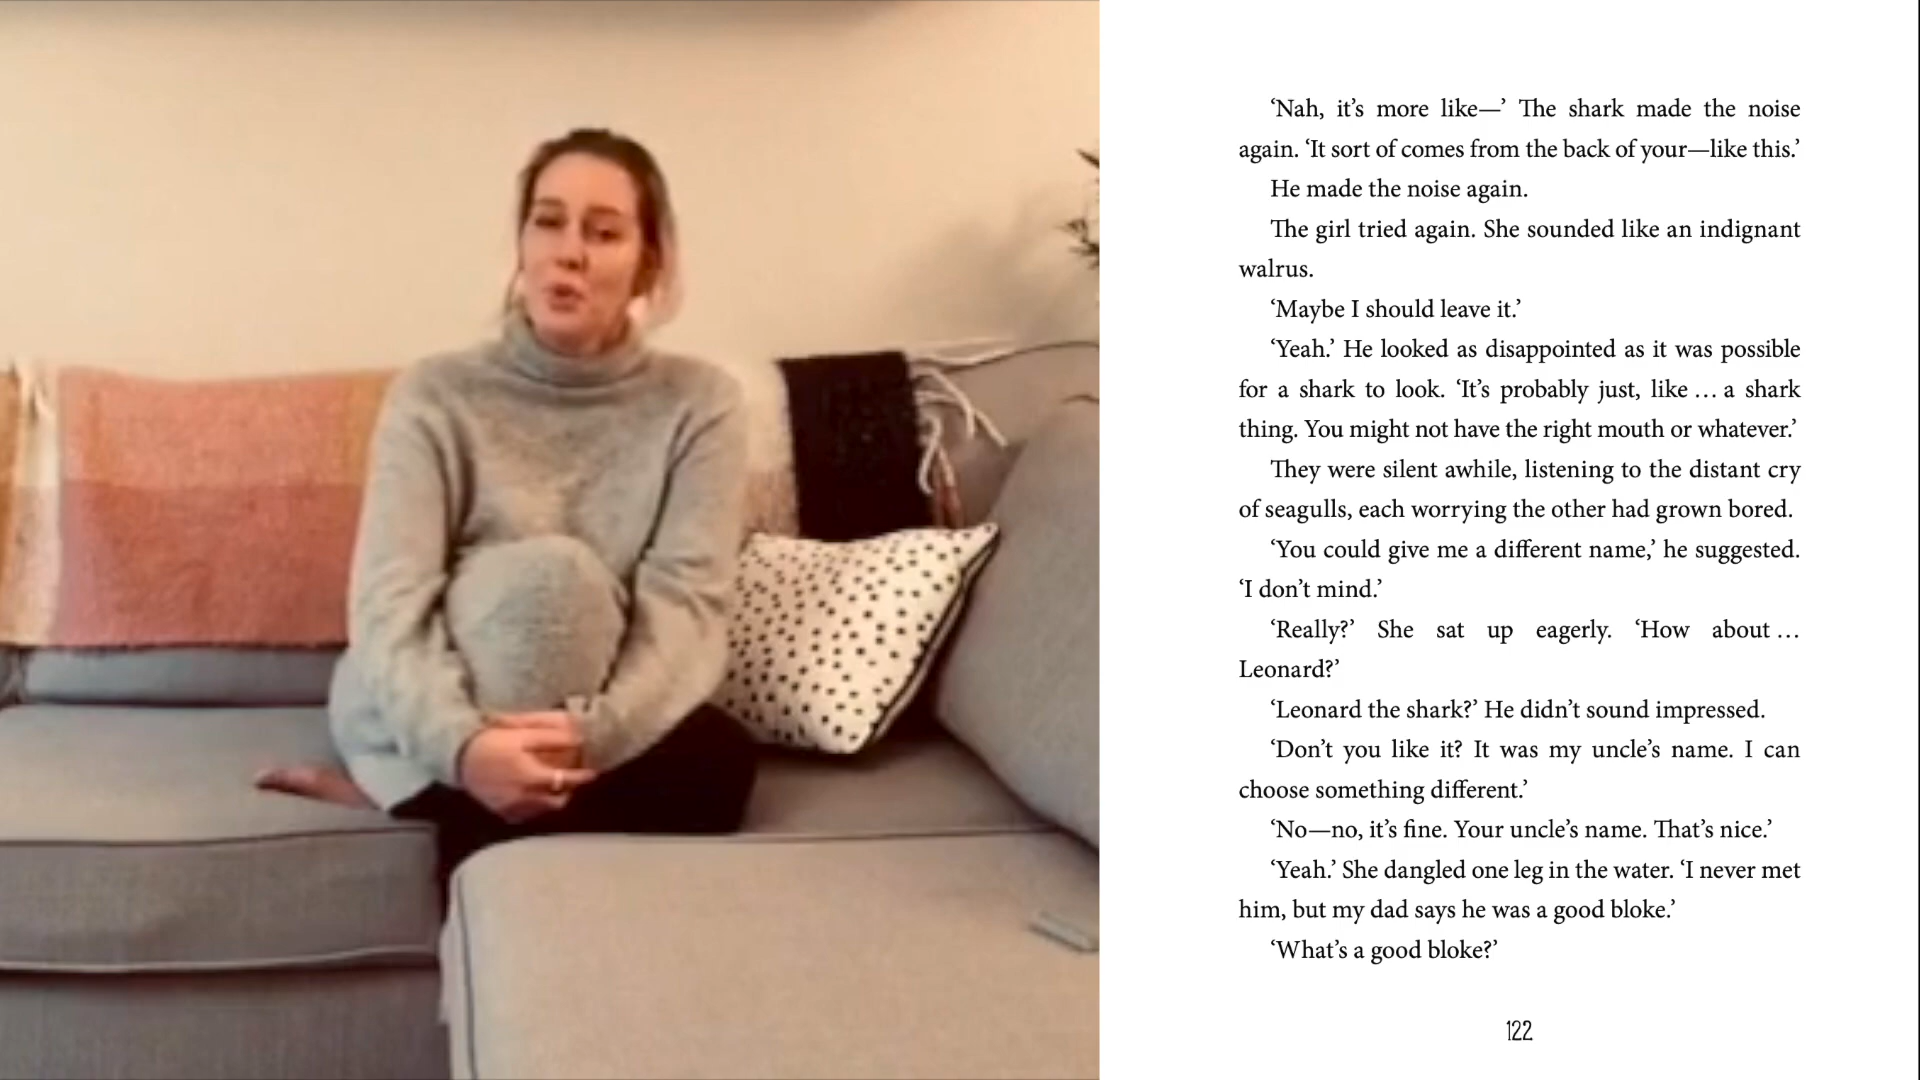 ‘Nah, it’s more like—’ The shark made the noise
again. ‘It sort of comes from the back of your—like this.’
He made the noise again.
The girl tried again. She sounded like an indignant
walrus.
‘Maybe I should leave it.’
‘Yeah.’ He looked as disappointed as it was possible
for a shark to look. ‘It’s probably just, like … a shark
thing. You might not have the right mouth or whatever.’
They were silent awhile, listening to the distant cry
of seagulls, each worrying the other had grown bored.
‘You could give me a different name,’ he suggested.
‘I don’t mind.’
‘Really?’ She sat up eagerly. ‘How about …
Leonard?’
‘Leonard the shark?’ He didn’t sound impressed.
‘Don’t you like it? It was my uncle’s name. I can
choose something different.’
‘No—no, it’s fine. Your uncle’s name. That’s nice.’
‘Yeah.’ She dangled one leg in the water. ‘I never met
him, but my dad says he was a good bloke.’
‘What’s a good bloke?’
122